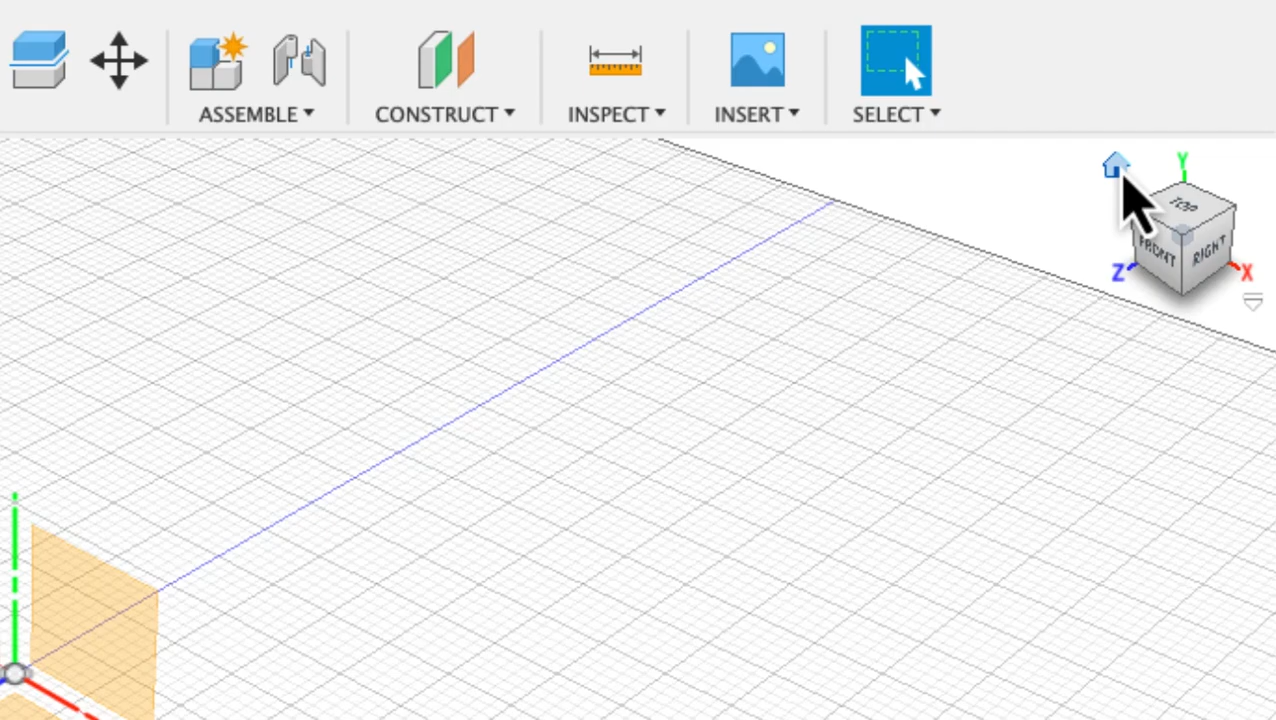 ASSEMBLE
CONSTRUCT
INSPECT
INSERT
SELECT
Y
TOP
FRONT
RIGHT
Z
X